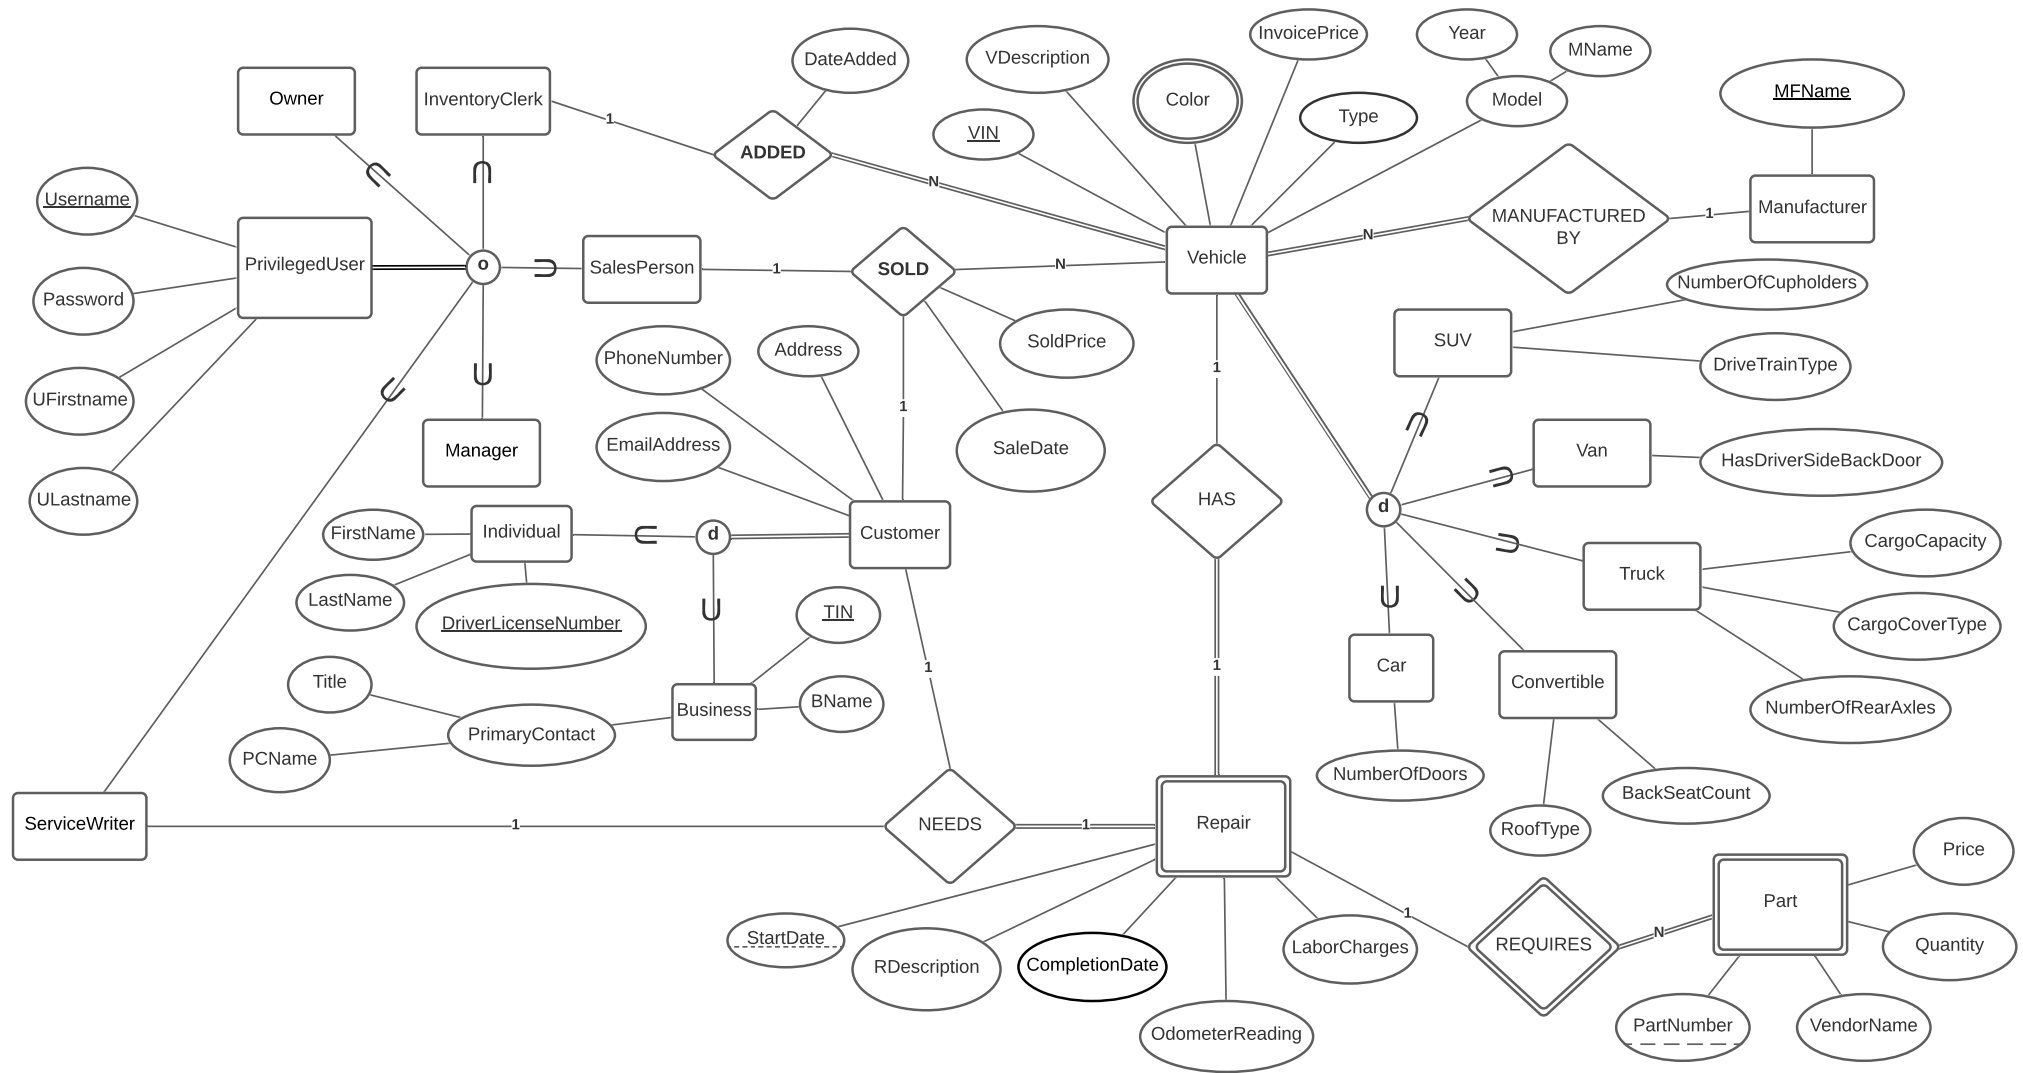 InvoicePrice
Year
MName
DateAdded
VDescription
Owner
InventoryClerk
Color
Model
MFName
1
Type
VIN
ADDED
N
Username
Manufacturer
MANUFACTURED
BY
1
N
PrivilegedUser
o
SalesPerson
1
SOLD
N
Vehicle
NumberOfCupholders
Password
SoldPrice
SUV
PhoneNumber
Address
DriveTrainType
1
UFirstname
1
EmailAddress
SaleDate
Manager
Van
HasDriverSideBackDoor
ULastname
HAS
d
FirstName
Individual
d
Customer
CargoCapacity
Truck
LastName
DriverLicenseNumber
TIN
CargoCoverType
1
1
Car
Title
Business
BName
Convertible
NumberOfRearAxles
PrimaryContact
PCName
NumberOfDoors
BackSeatCount
ServiceWriter
1
NEEDS
1
Repair
RoofType
Price
1
Part
StartDate
RDescription
CompletionDate
LaborCharges
REQUIRES
N
Quantity
OdometerReading
PartNumber
VendorName